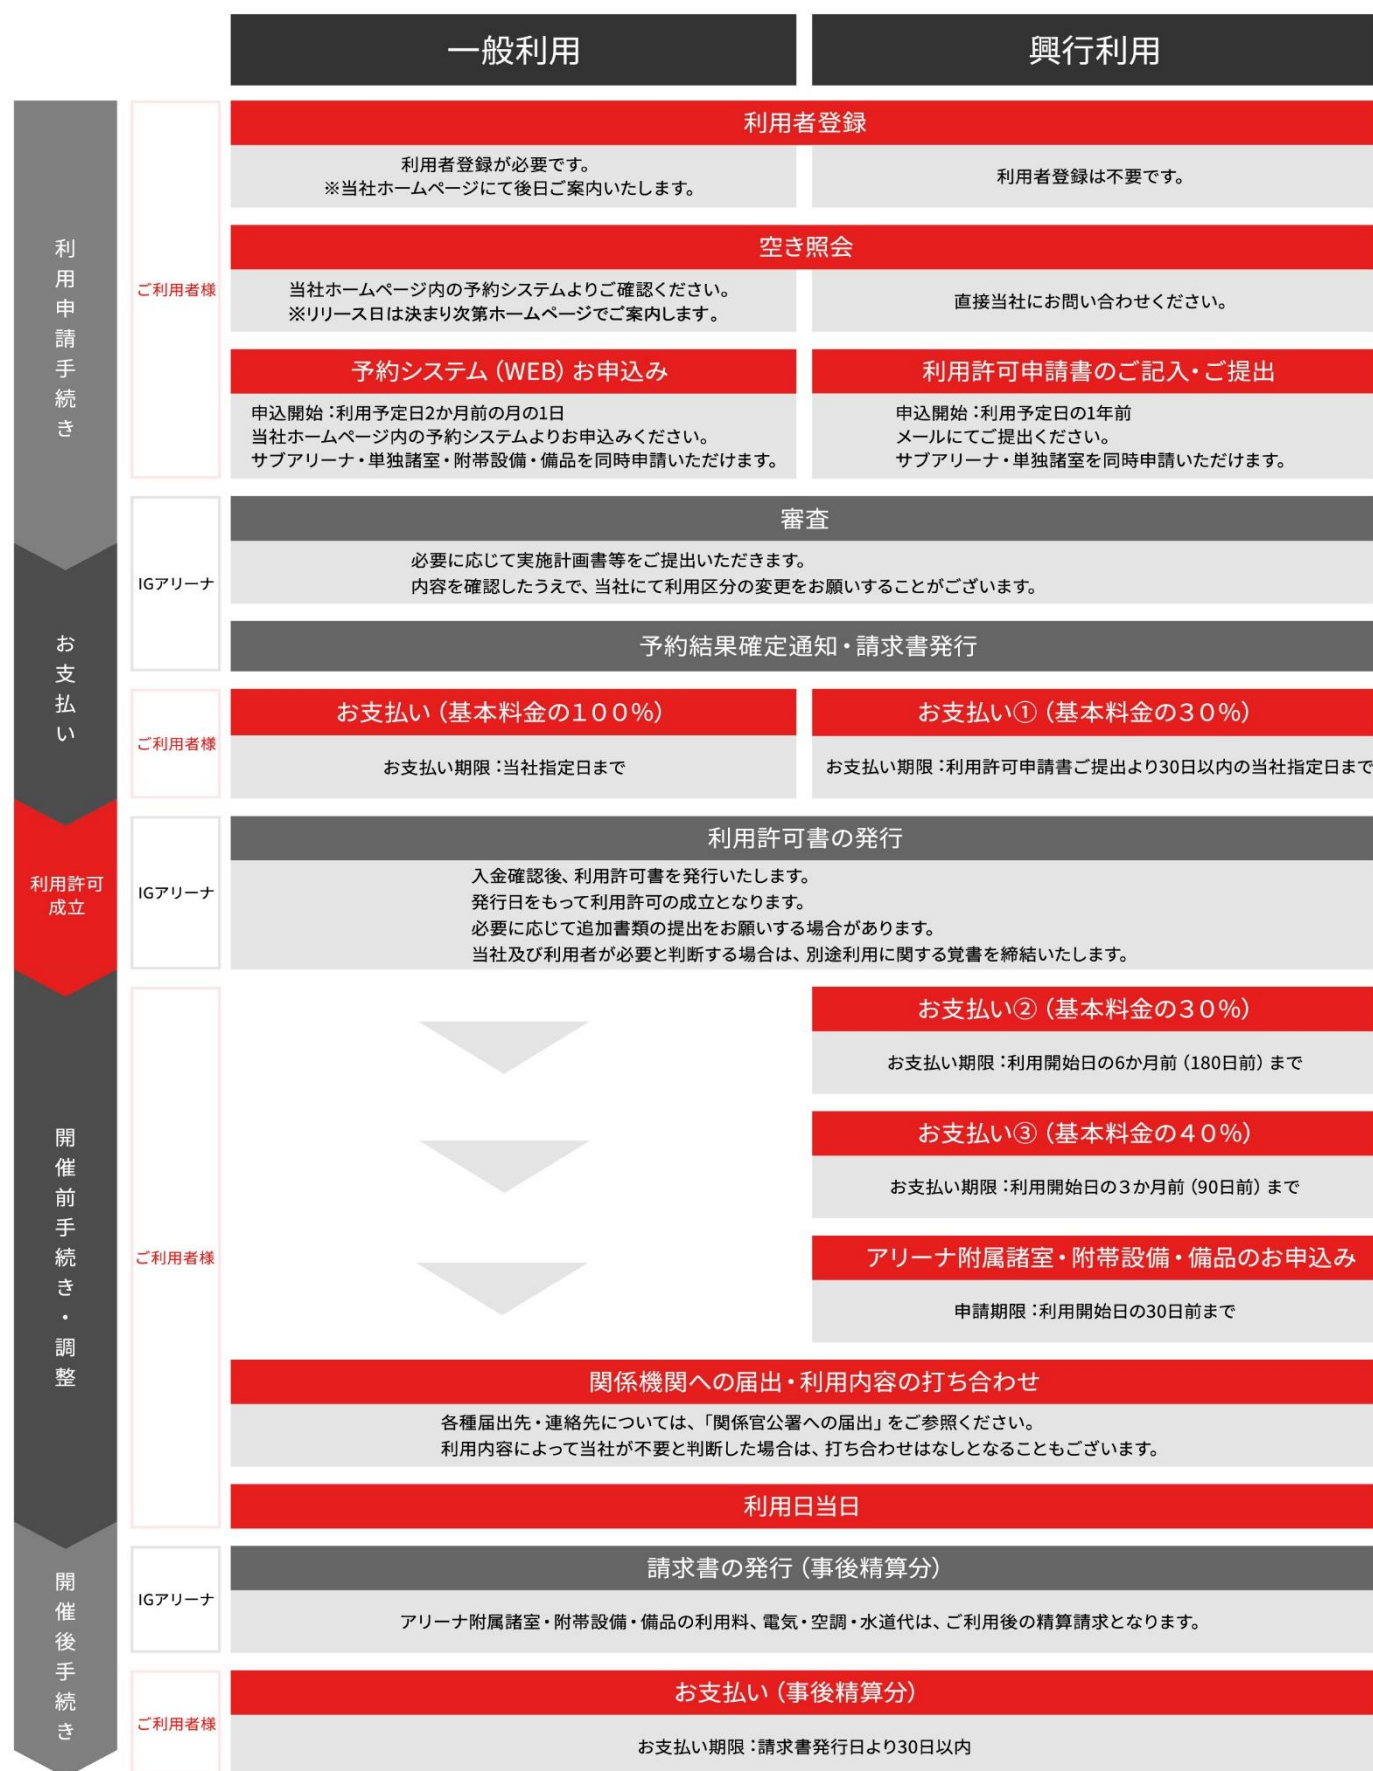 一般利用
興行利用
利用申請手続き
ご利用者様
利用者登録
利用者登録が必要です。
※当社ホームページにて後日ご案内いたします。
利用者登録は不要です。
空き照会
当社ホームページ内の予約システムよりご確認ください。
※リリース日は決まり次第ホームページでご案内します。
直接当社にお問い合わせください。
予約システム（WEB）お申込み
申込開始：利用予定日2か月前の月の1日
当社ホームページ内の予約システムよりお申込みください。
サブアリーナ・単独諸室・附帯設備・備品を同時申請いただけます。
利用許可申請書のご記入・ご提出
申込開始：利用予定日の1年前
メールにてご提出ください。
サブアリーナ・単独諸室を同時申請いただけます。
IGアリーナ
審査
必要に応じて実施計画書等をご提出いただきます。
内容を確認したうえで、当社にて利用区分の変更をお願いすることがございます。
予約結果確定通知・請求書発行
お支払い
ご利用者様
お支払い（基本料金の１００％）
お支払い期限：当社指定日まで
お支払い①（基本料金の３０％）
お支払い期限：利用許可申請書ご提出より30日以内の当社指定日まで
利用許可
成立
IGアリーナ
利用許可書の発行
入金確認後、利用許可書を発行いたします。
発行日をもって利用許可の成立となります。
必要に応じて追加書類の提出をお願いする場合があります。
当社及び利用者が必要と判断する場合は、別途利用に関する覚書を締結いたします。
開催前手続き・調整
ご利用者様
お支払い②（基本料金の３０％）
お支払い期限：利用開始日の6か月前（180日前）まで
お支払い③（基本料金の４０％）
お支払い期限：利用開始日の３か月前（90日前）まで
アリーナ附属諸室・附帯設備・備品のお申込み
申請期限：利用開始日の30日前まで
関係機関への届出・利用内容の打ち合わせ
各種届出先・連絡先については、「関係官公署への届出」をご参照ください。
利用内容によって当社が不要と判断した場合は、打ち合わせはなしとなることもございます。
利用日当日
開催後手続き
IGアリーナ
請求書の発行（事後精算分）
アリーナ附属諸室・附帯設備・備品の利用料、電気・空調・水道代は、ご利用後の精算請求となります。
ご利用者様
お支払い（事後精算分）
お支払い期限：請求書発行日より30日以内